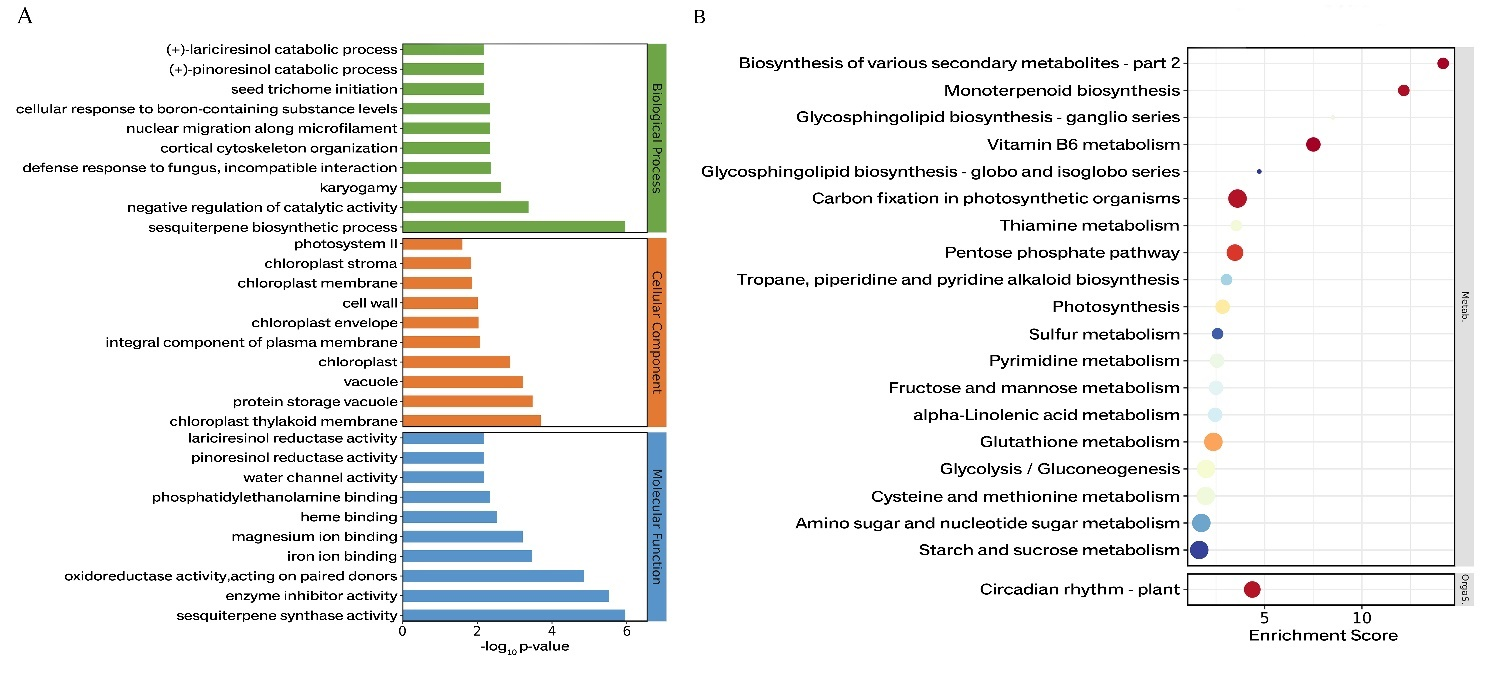 A
(+)-lariciresinol catabolic process
(+)-pinoresinol catabolic process
seed trichome initiation
cellular response to boron-containing substance levels
nuclear migration along microfilament
cortical cytoskeleton organization
defense response to fungus, incompatible interaction
karyogamy
negative regulation of catalytic activity
sesquiterpene biosynthetic process
Biological Process
photosystem II
chloroplast stroma
chloroplast membrane
cell wall
chloroplast envelope
integral component of plasma membrane
chloroplast
vacuole
protein storage vacuole
chloroplast thylakoid membrane
Cellular Component
lariciresinol reductase activity
pinoresinol reductase activity
water channel activity
phosphatidylethanolamine binding
heme binding
magnesium ion binding
iron ion binding
oxidoreductase activity,acting on paired donors
enzyme inhibitor activity
sesquiterpene synthase activity
Molecular Function
0 2 4 6
-log10 p-value
B
Biosynthesis of various secondary metabolites - part 2
Monoterpenoid biosynthesis
Glycosphingolipid biosynthesis - ganglio series
Vitamin B6 metabolism
Glycosphingolipid biosynthesis - globo and isoglobo series
Carbon fixation in photosynthetic organisms
Thiamine metabolism
Pentose phosphate pathway
Tropane, piperidine and pyridine alkaloid biosynthesis
Photosynthesis
Sulfur metabolism
Pyrimidine metabolism
Fructose and mannose metabolism
alpha-Linolenic acid metabolism
Glutathione metabolism
Glycolysis / Gluconeogenesis
Cysteine and methionine metabolism
Amino sugar and nucleotide sugar metabolism
Starch and sucrose metabolism
Metab.
Circadian rhythm - plant
OrgaS.
5 10
Enrichment Score